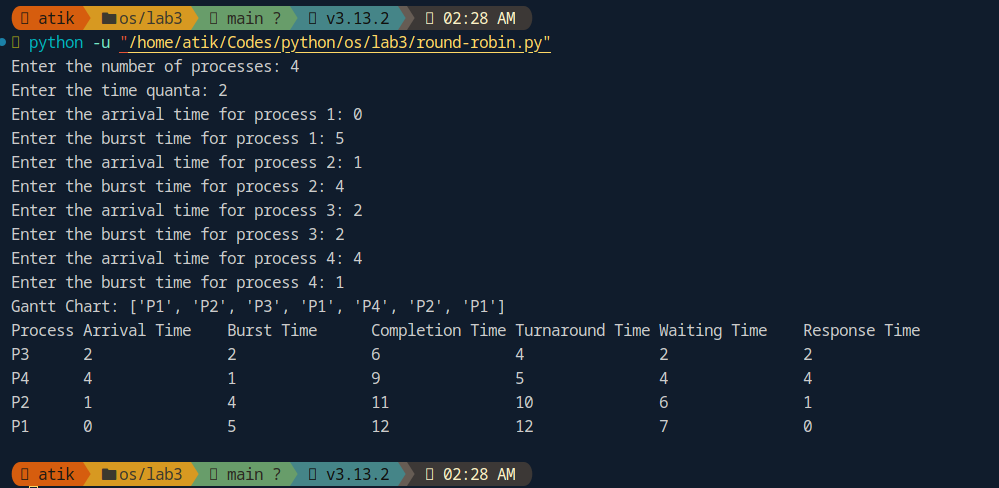 atik os/lab3 main ? v3.13.2 02:28 AM
python -u "/home/atik/Codes/python/os/lab3/round-robin.py"
Enter the number of processes: 4
Enter the time quanta: 2
Enter the arrival time for process 1: 0
Enter the burst time for process 1: 5
Enter the arrival time for process 2: 1
Enter the burst time for process 2: 4
Enter the arrival time for process 3: 2
Enter the burst time for process 3: 2
Enter the arrival time for process 4: 4
Enter the burst time for process 4: 1
Gantt Chart: ['P1', 'P2', 'P3', 'P1', 'P4', 'P2', 'P1']
Process Arrival Time Burst Time Completion Time Turnaround Time Waiting Time Response Time
P3 2 2 6 4 2 2
P4 4 1 9 5 4 4
P2 1 4 11 10 6 1
P1 0 5 12 12 7 0
atik os/lab3 main ? v3.13.2 02:28 AM